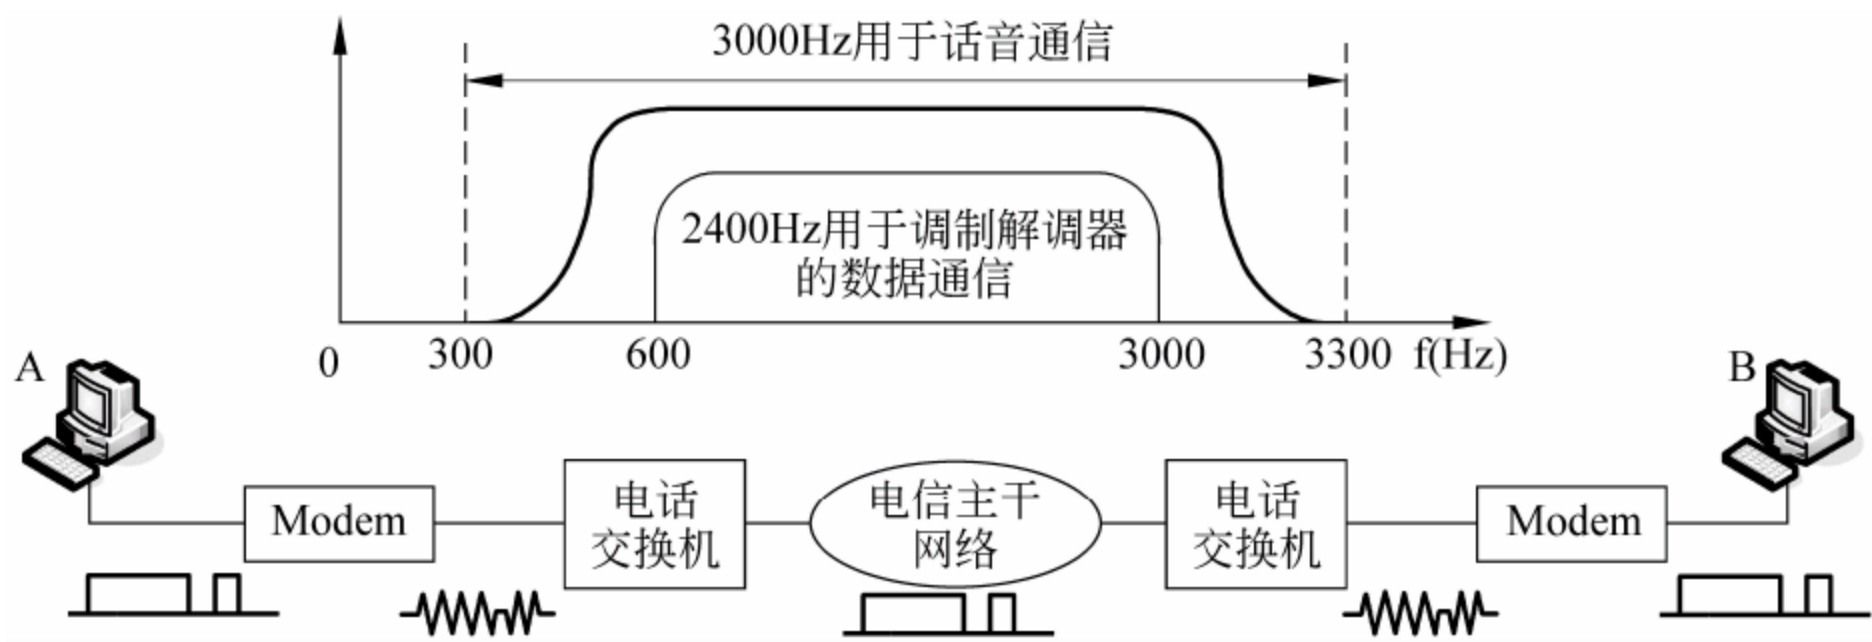 3000Hz用于话音通信
2400Hz用于调制解调器
的数据通信
0
300
600
3000
3300
f(Hz)
A
B
Modem
电话
交换机
电信主干
网络
电话
交换机
Modem